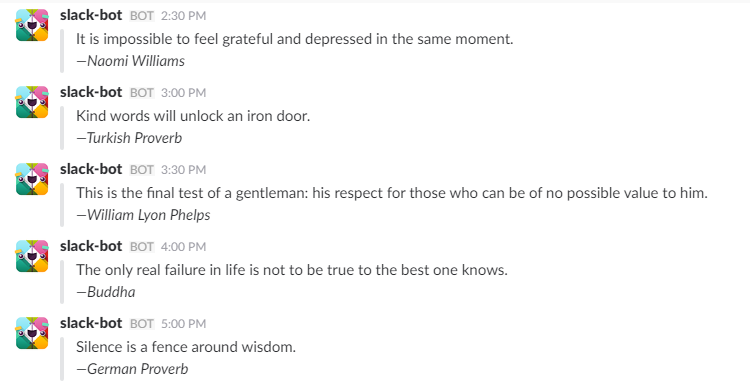 slack-bot BOT 2:30 PM
It is impossible to feel grateful and depressed in the same moment.
—Naomi Williams
slack-bot BOT 3:00 PM
Kind words will unlock an iron door.
—Turkish Proverb
slack-bot BOT 3:30 PM
This is the final test of a gentleman: his respect for those who can be of no possible value to him.
—William Lyon Phelps
slack-bot BOT 4:00 PM
The only real failure in life is not to be true to the best one knows.
—Buddha
slack-bot BOT 5:00 PM
Silence is a fence around wisdom.
—German Proverb